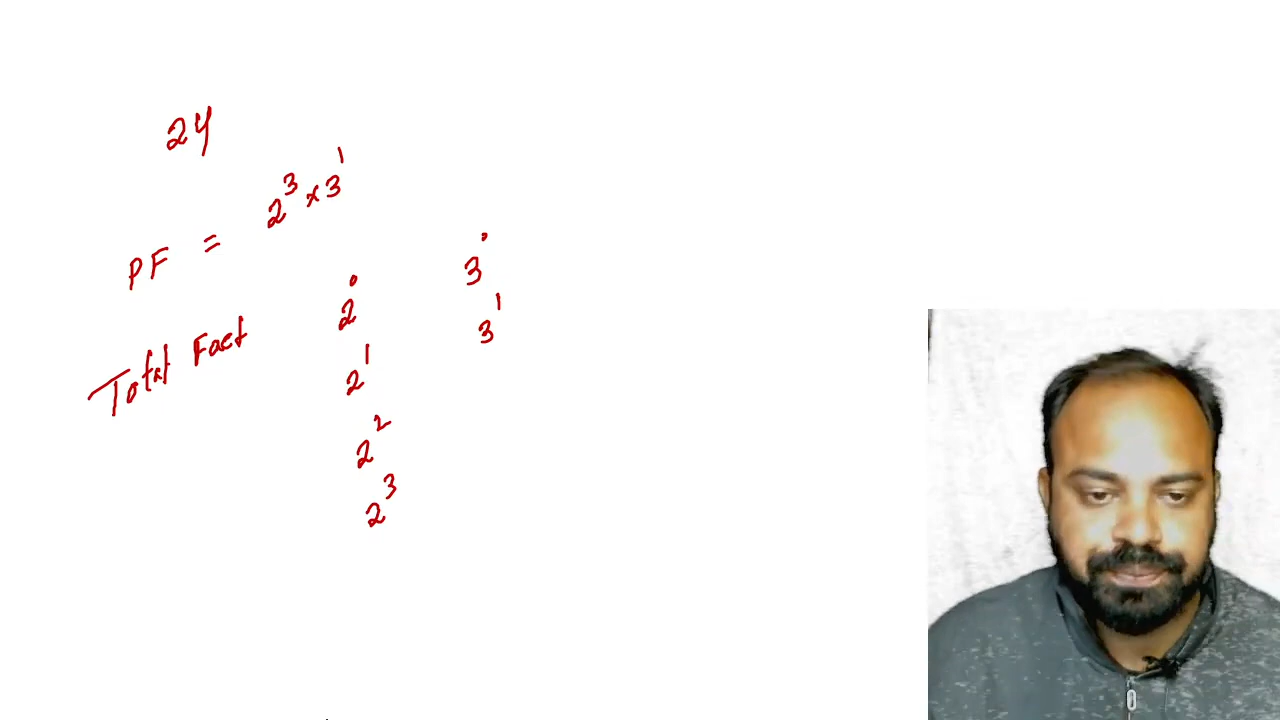 24
PF = 2³ × 3¹
Total Fact 2⁰ 3⁰
2¹ 3¹
2²
2³